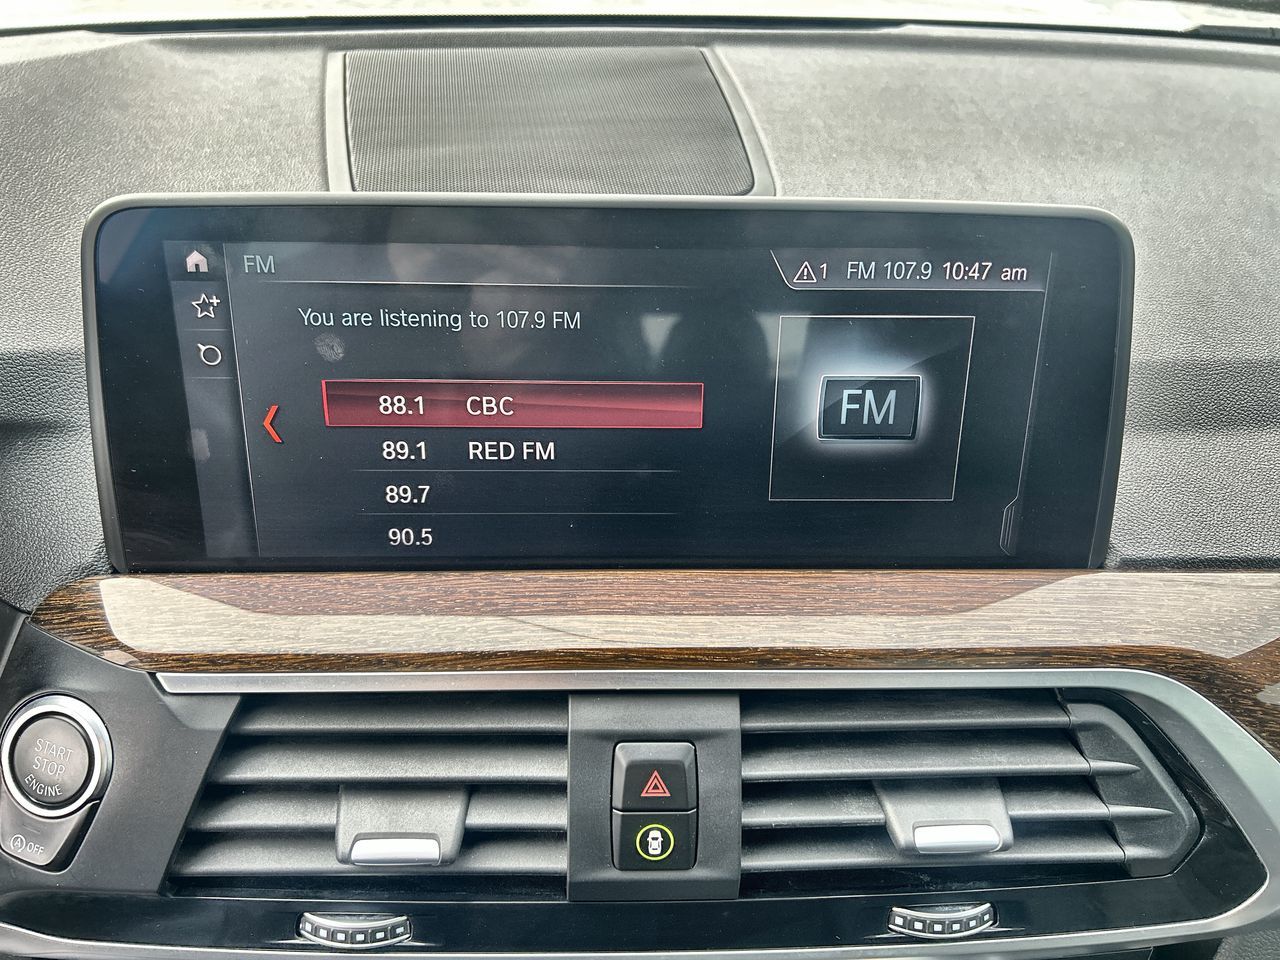 FM
1 FM 107.9 10:47 am
You are listening to 107.9 FM
88.1 CBC
89.1 RED FM
89.7
90.5
FM
START
STOP
ENGINE
A OFF